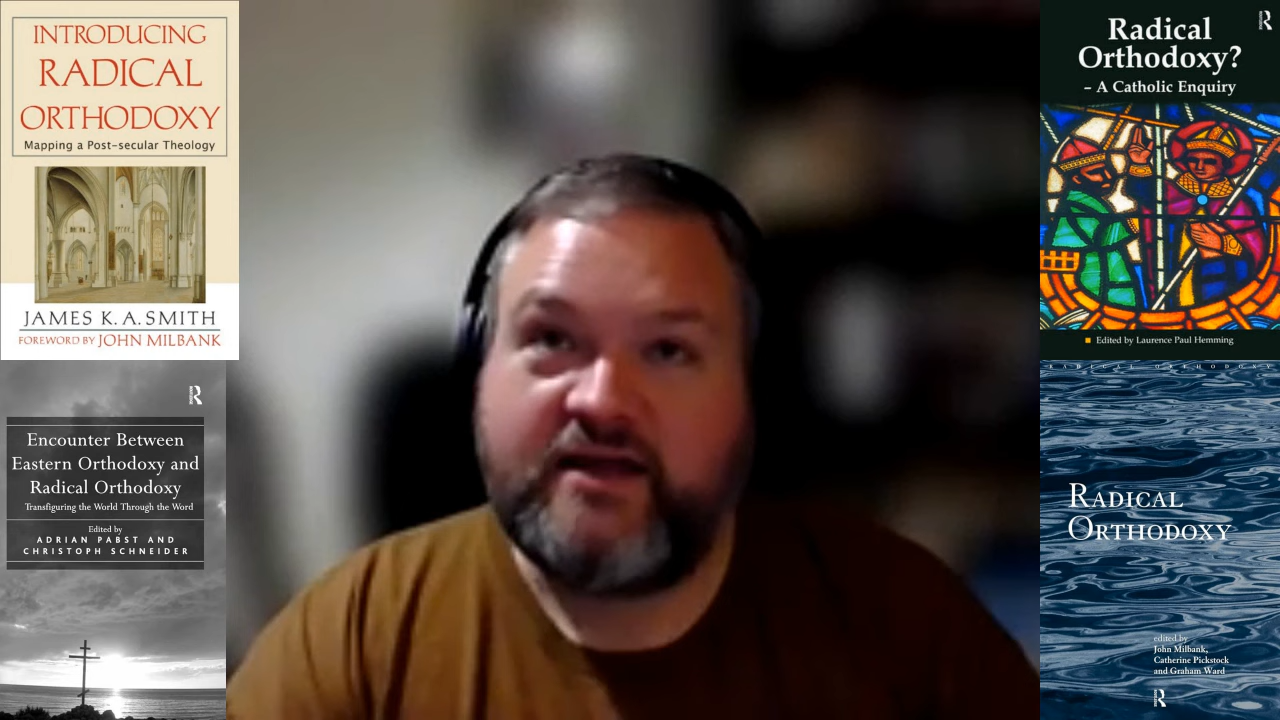 INTRODUCING
RADICAL
ORTHODOXY
Mapping a Post-secular Theology
JAMES K. A. SMITH
FOREWORD BY JOHN MILBANK
Encounter Between
Eastern Orthodoxy and
Radical Orthodoxy
Transfiguring the World Through the Word
Edited by
ADRIAN PABST AND
CHRISTOPH SCHNEIDER
R
Radical
Orthodoxy?
– A Catholic Enquiry
Edited by Laurence Paul Hemming
RADICAL ORTHODOXY
RADICAL
ORTHODOXY
edited by
John Milbank,
Catherine Pickstock
and Graham Ward